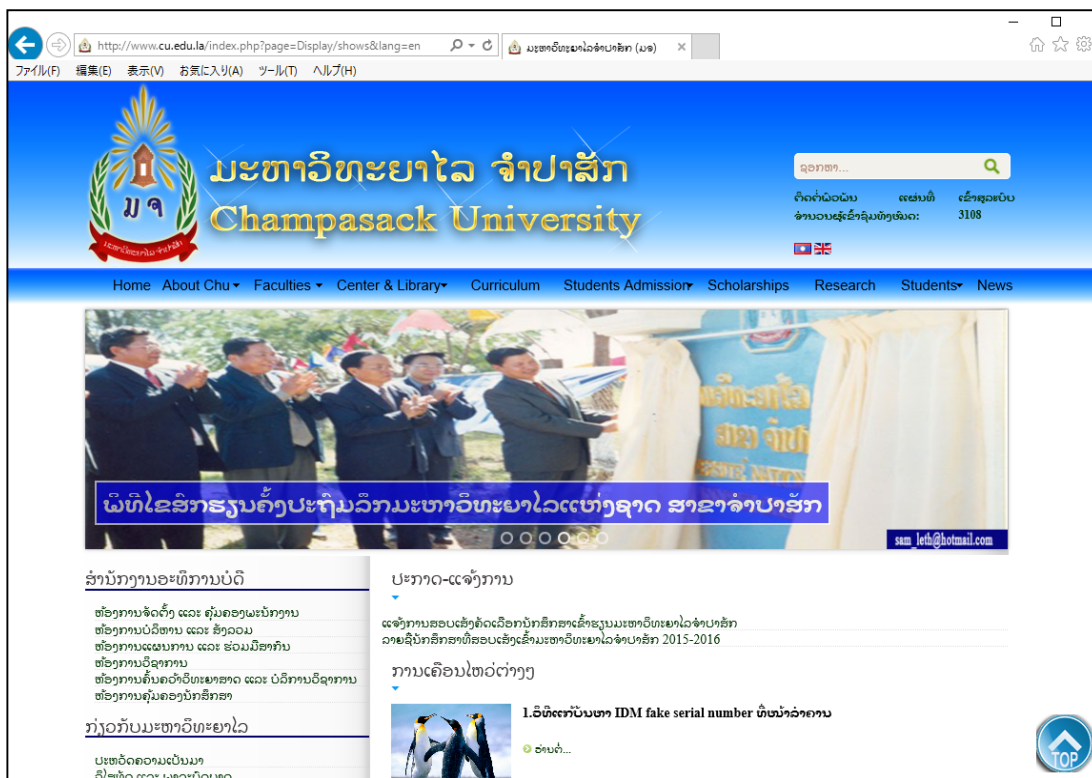 http://www.cu.edu.la/index.php?page=Display/shows&lang=en
ມະຫາວິທະຍາໄລຈໍາປາສັກ (ມຈ)
ファイル(F) 編集(E) 表示(V) お気に入り(A) ツール(T) ヘルプ(H)
ມຈ
ມະຫາວິທະຍາໄລ ຈໍາປາສັກ
Champasack University
ຊອກຫາ...
ຕິດຕໍ່ພົວພັນ ແຜ່ນທີ່ ເຂົ້າສູ່ລະບົບ
ຈໍານວນຜູ້ເຂົ້າຊົມທັງໝົດ: 3108
Home About Chu Faculties Center & Library Curriculum Students Admission Scholarships Research Students News
ພິທີໄຂສົກຮຽນຄັ້ງປະຖົມລຶກມະຫາວິທະຍາໄລແຫ່ງຊາດ ສາຂາຈໍາປາສັກ
sam_leth@hotmail.com
ສໍານັກງານອະທິການບໍດີ
ຫ້ອງການຈັດຕັ້ງ ແລະ ຄຸ້ມຄອງພະນັກງານ
ຫ້ອງການບໍລິຫານ ແລະ ສັງລວມ
ຫ້ອງການແຜນການ ແລະ ຮ່ວມມືສາກົນ
ຫ້ອງການວິຊາການ
ຫ້ອງການຄົ້ນຄວ້າວິທະຍາສາດ ແລະ ບໍລິການວິຊາການ
ຫ້ອງການຄຸ້ມຄອງນັກສຶກສາ
ກ່ຽວກັບມະຫາວິທະຍາໄລ
ປະຫວັດຄວາມເປັນມາ
ປະກາດ-ແຈ້ງການ
ແຈ້ງການສອບເສັງຄັດເລືອກນັກສຶກສາເຂົ້າຮຽນມະຫາວິທະຍາໄລຈໍາປາສັກ
ລາຍຊື່ນັກສຶກສາທີ່ສອບເສັງເຂົ້າມະຫາວິທະຍາໄລຈໍາປາສັກ 2015-2016
ການເຄືອນໄຫວຕ່າງໆ
1.ວິທີແກ້ບັນຫາ IDM fake serial number ທີ່ໜ້າລໍາຄານ
ອ່ານຕໍ່...
TOP